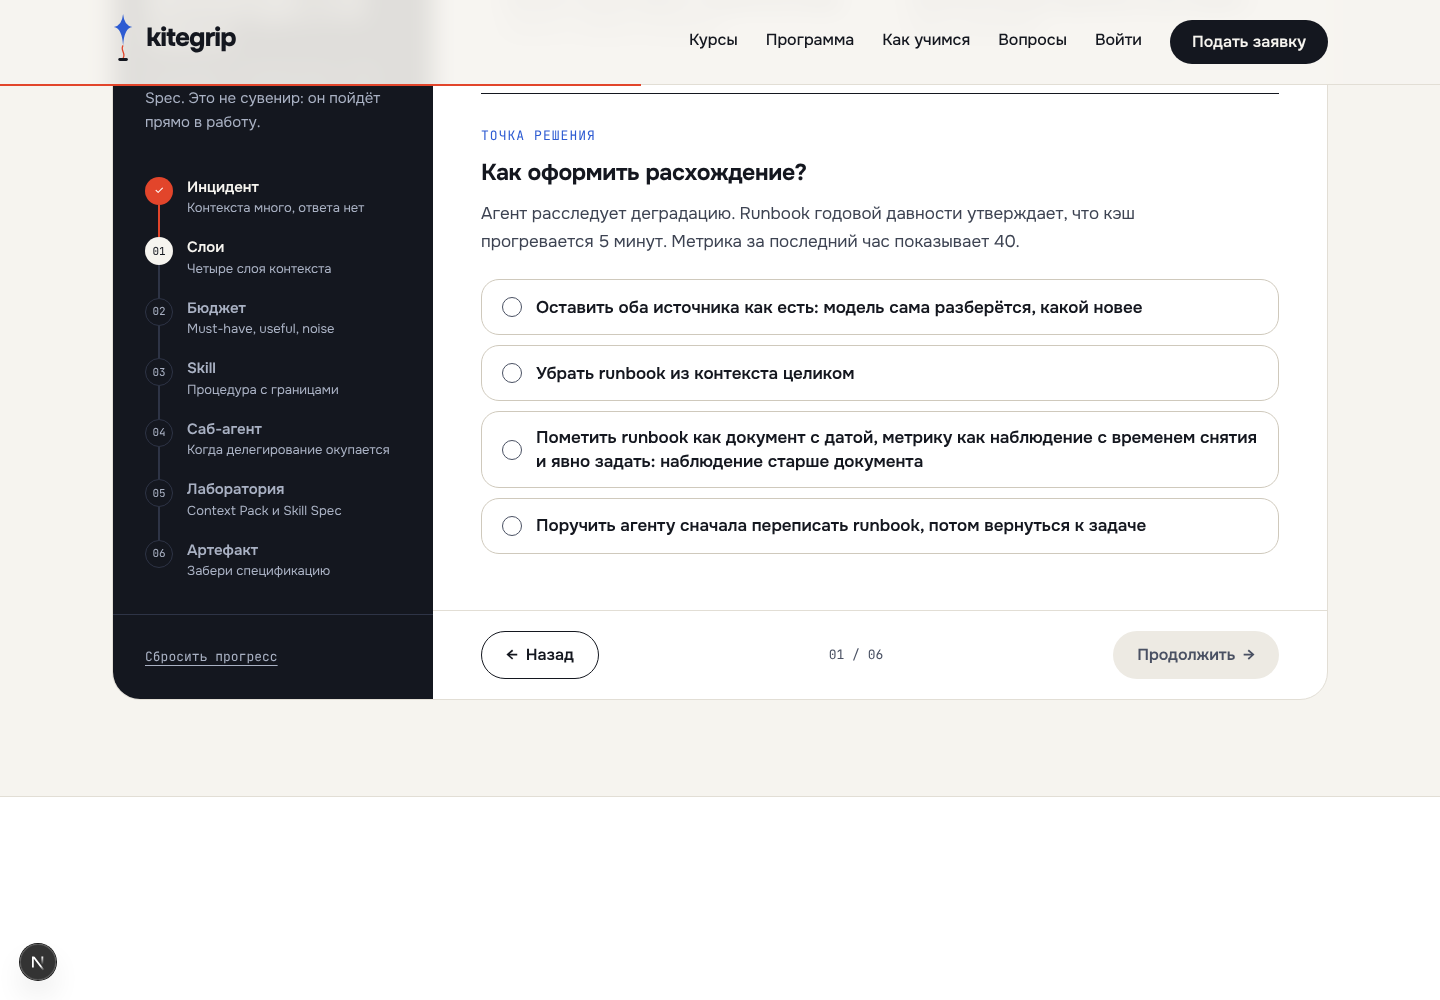 kitegrip
Курсы
Программа
Как учимся
Вопросы
Войти
Подать заявку
Spec. Это не сувенир: он пойдёт
прямо в работу.
Инцидент
Контекста много, ответа нет
01
Слои
Четыре слоя контекста
02
Бюджет
Must-have, useful, noise
03
Skill
Процедура с границами
04
Саб-агент
Когда делегирование окупается
05
Лаборатория
Context Pack и Skill Spec
06
Артефакт
Забери спецификацию
Сбросить прогресс
ТОЧКА РЕШЕНИЯ
Как оформить расхождение?
Агент расследует деградацию. Runbook годовой давности утверждает, что кэш
прогревается 5 минут. Метрика за последний час показывает 40.
Оставить оба источника как есть: модель сама разберётся, какой новее
Убрать runbook из контекста целиком
Пометить runbook как документ с датой, метрику как наблюдение с временем снятия
и явно задать: наблюдение старше документа
Поручить агенту сначала переписать runbook, потом вернуться к задаче
← Назад
01 / 06
Продолжить →
N